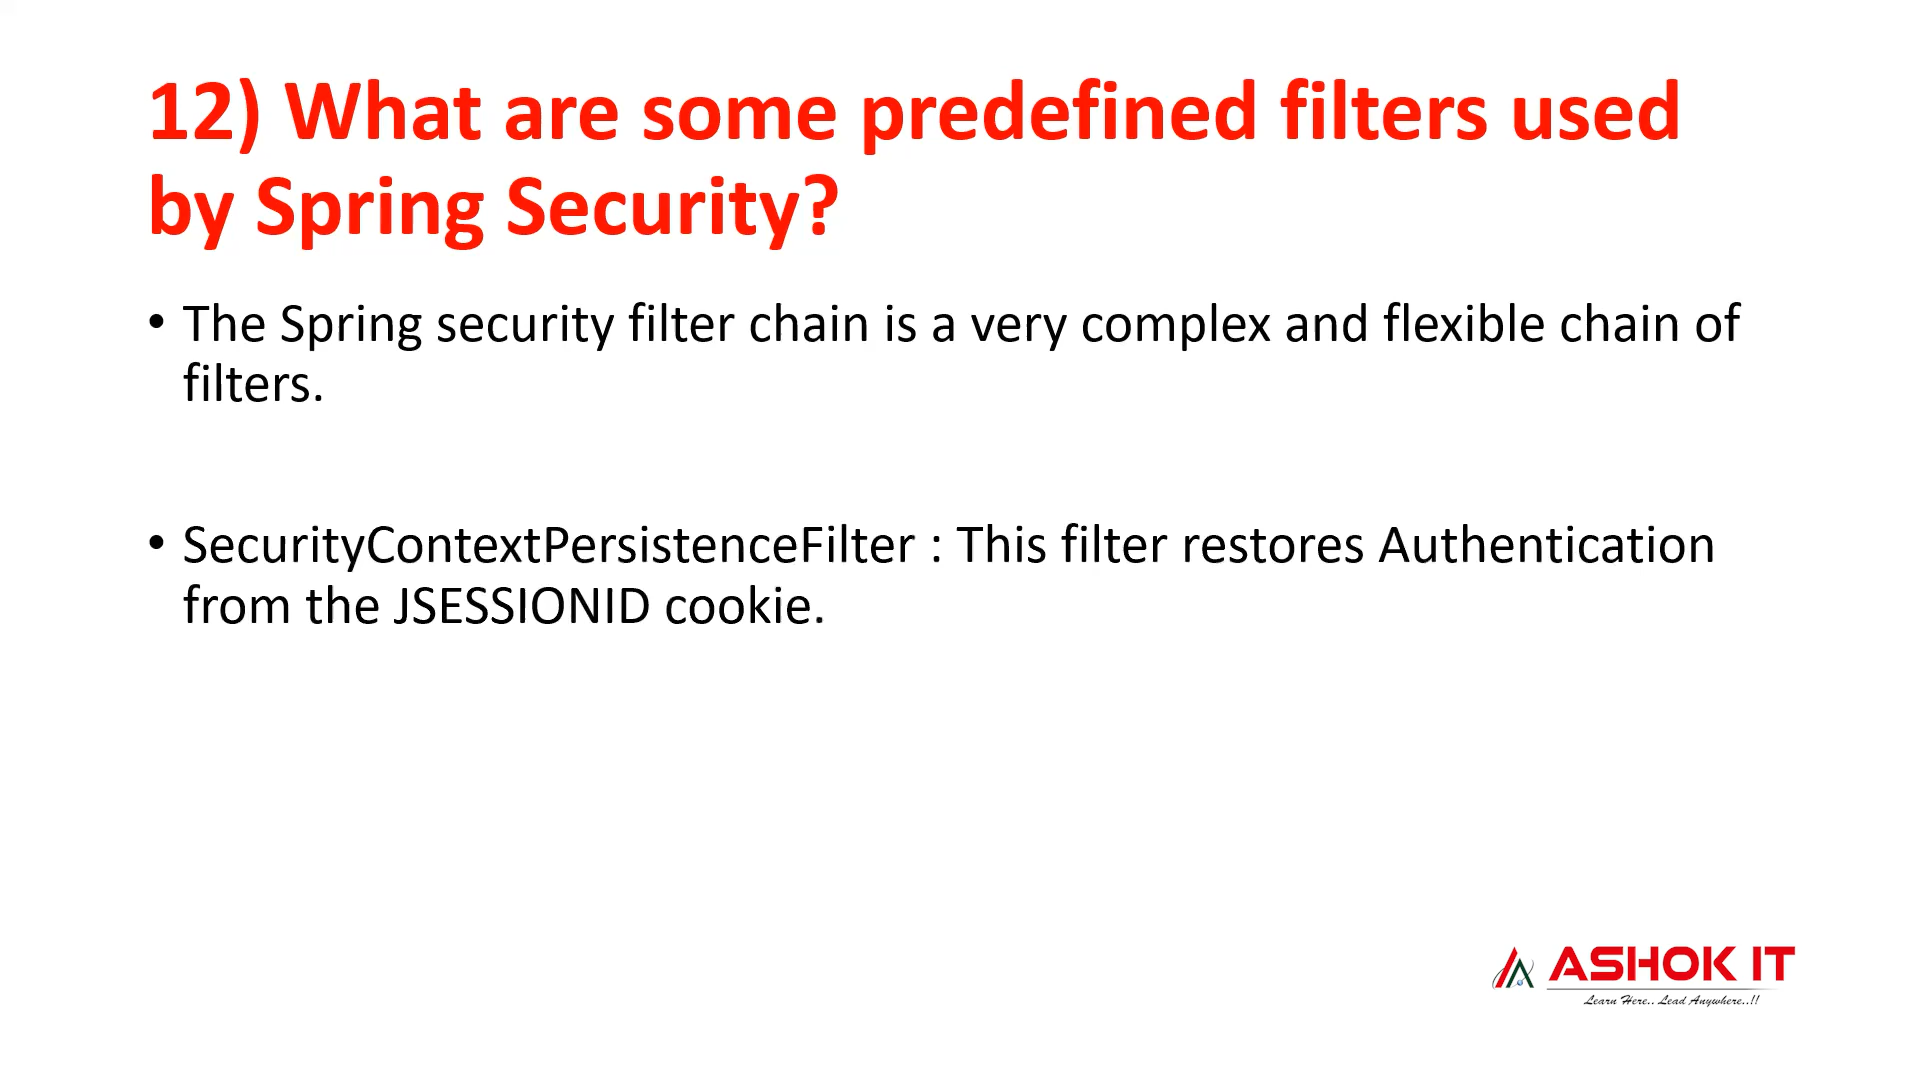 12) What are some predefined filters used
by Spring Security?
• The Spring security filter chain is a very complex and flexible chain of
filters.
• SecurityContextPersistenceFilter : This filter restores Authentication
from the JSESSIONID cookie.
ASHOK IT
Learn Here.. Lead Anywhere..!!